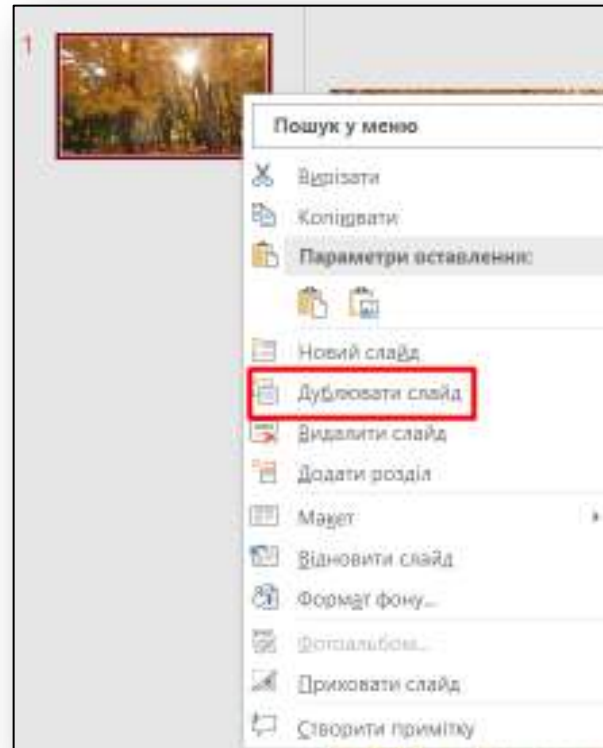 1
Пошук у меню
Вирізати
Копіювати
Параметри вставлення:
Новий слайд
Дублювати слайд
Видалити слайд
Додати розділ
Макет
Відновити слайд
Формат фону...
Фотоальбом...
Приховати слайд
Створити примітку